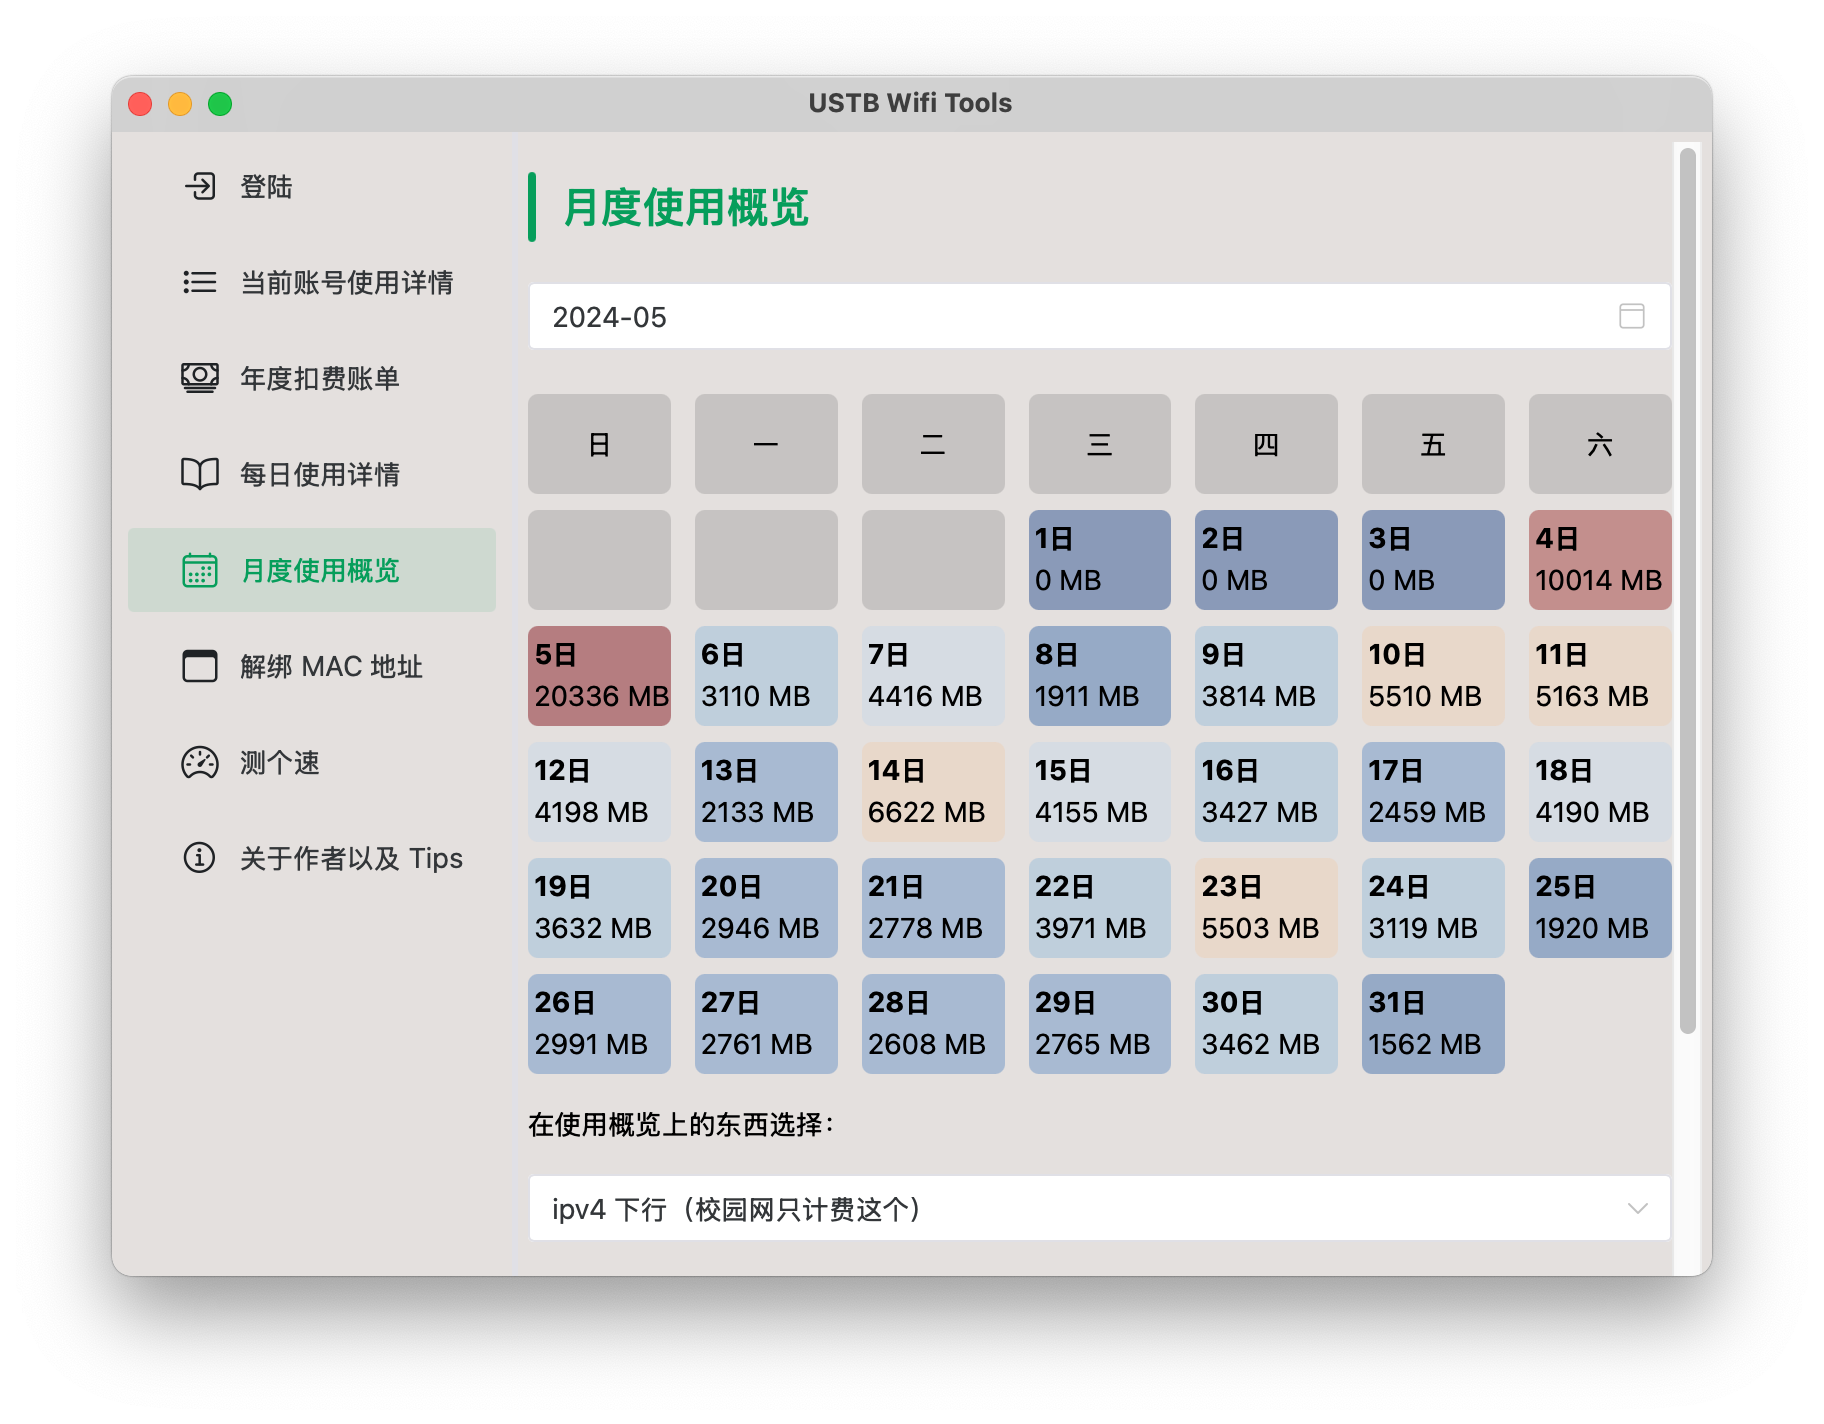 USTB Wifi Tools
登陆
当前账号使用详情
年度扣费账单
每日使用详情
月度使用概览
解绑 MAC 地址
测个速
关于作者以及 Tips
月度使用概览
2024-05
日 一 二 三 四 五 六
1日 2日 3日 4日
0 MB 0 MB 0 MB 10014 MB
5日 6日 7日 8日 9日 10日 11日
20336 MB 3110 MB 4416 MB 1911 MB 3814 MB 5510 MB 5163 MB
12日 13日 14日 15日 16日 17日 18日
4198 MB 2133 MB 6622 MB 4155 MB 3427 MB 2459 MB 4190 MB
19日 20日 21日 22日 23日 24日 25日
3632 MB 2946 MB 2778 MB 3971 MB 5503 MB 3119 MB 1920 MB
26日 27日 28日 29日 30日 31日
2991 MB 2761 MB 2608 MB 2765 MB 3462 MB 1562 MB
在使用概览上的东西选择：
ipv4 下行（校园网只计费这个）